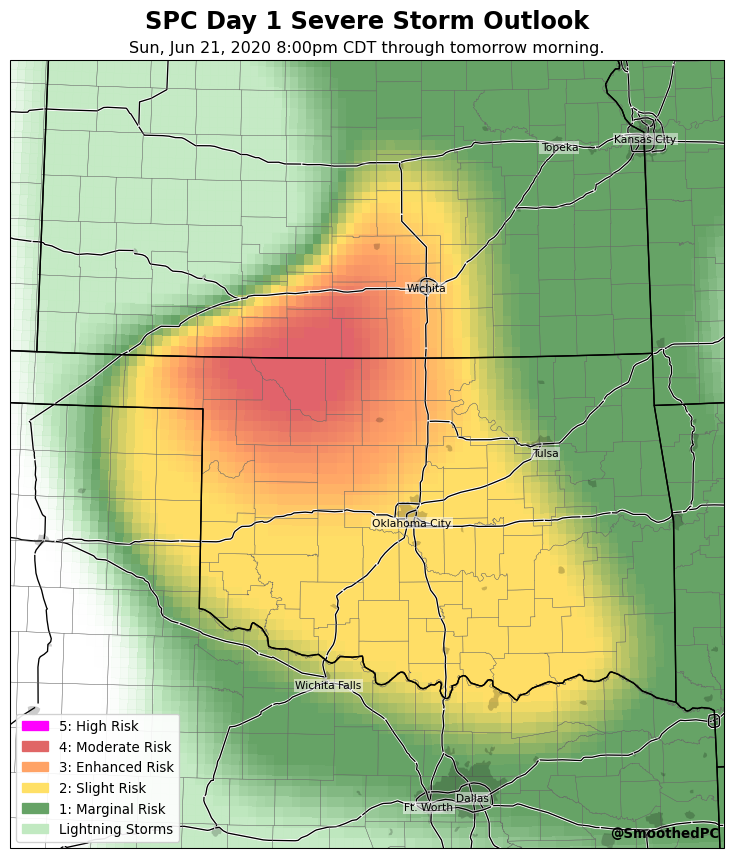 SPC Day 1 Severe Storm Outlook
Sun, Jun 21, 2020 8:00pm CDT through tomorrow morning.
Kansas City
Topeka
Wichita
Tulsa
Oklahoma City
Wichita Falls
Dallas
Ft. Worth
5: High Risk
4: Moderate Risk
3: Enhanced Risk
2: Slight Risk
1: Marginal Risk
Lightning Storms
@SmoothedPC